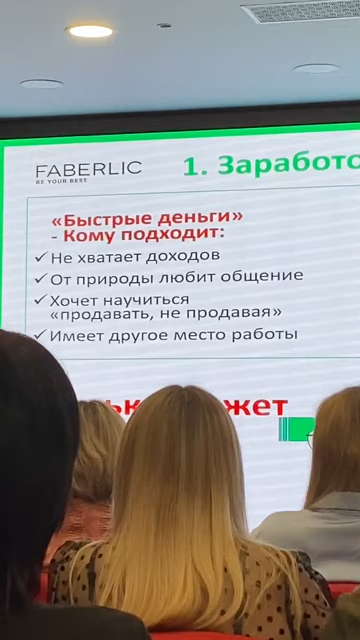 FABERLIC
BE YOUR BEST
1. Заработо
«Быстрые деньги»
- Кому подходит:
✓ Не хватает доходов
✓ От природы любит общение
✓ Хочет научиться
«продавать, не продавая»
✓ Имеет другое место работы